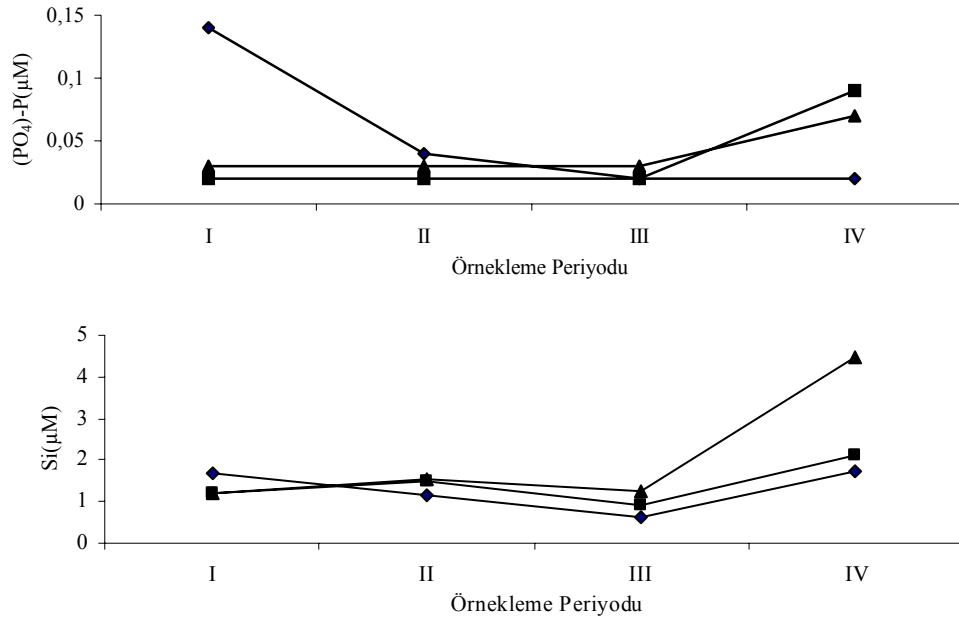 (PO4)-P(µM)
0,15
0,1
0,05
0
I II III IV
Örnekleme Periyodu
Si(µM)
5
4
3
2
1
0
I II III IV
Örnekleme Periyodu